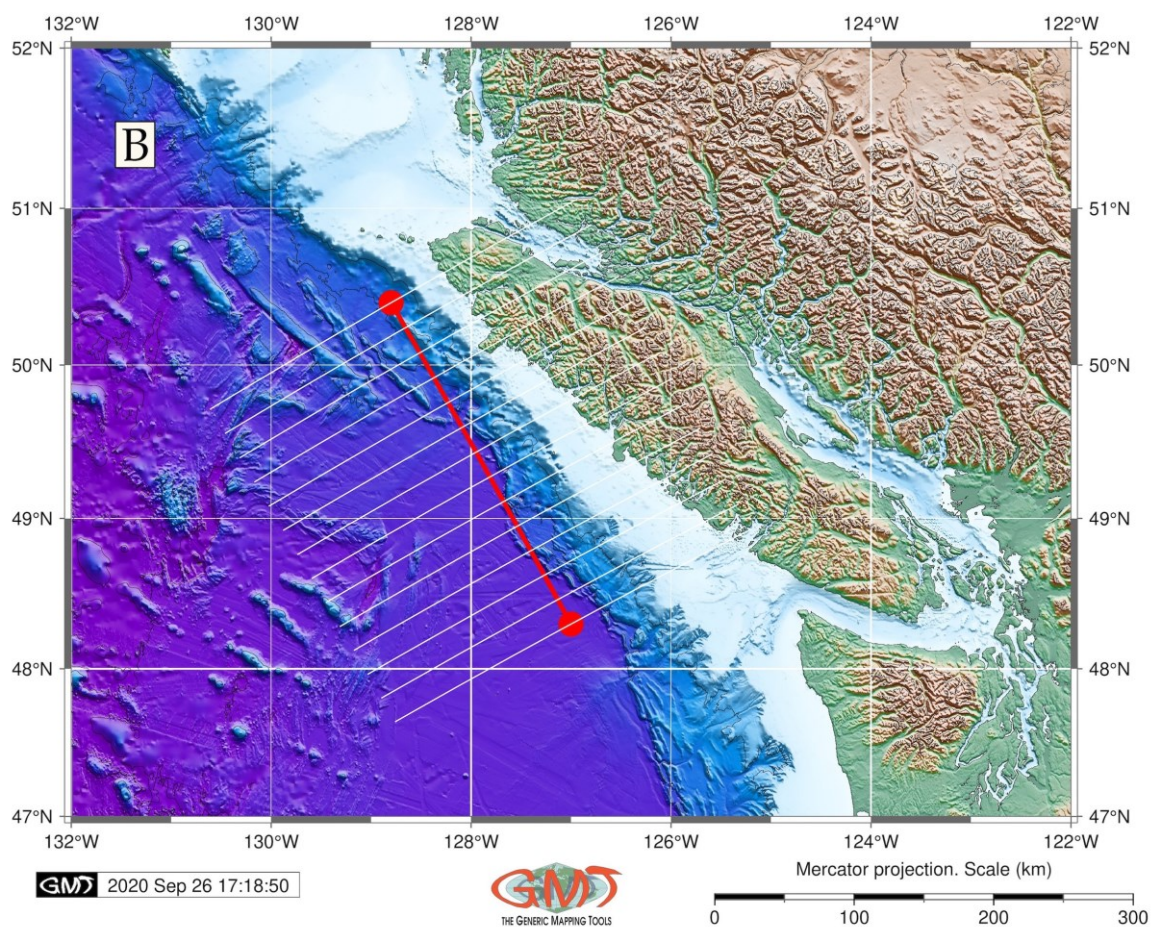 132°W 130°W 128°W 126°W 124°W 122°W
52°N 52°N
B
51°N 51°N
50°N 50°N
49°N 49°N
48°N 48°N
47°N 47°N
132°W 130°W 128°W 126°W 124°W 122°W
GMT 2020 Sep 26 17:18:50
GMT
THE GENERIC MAPPING TOOLS
Mercator projection. Scale (km)
0 100 200 300